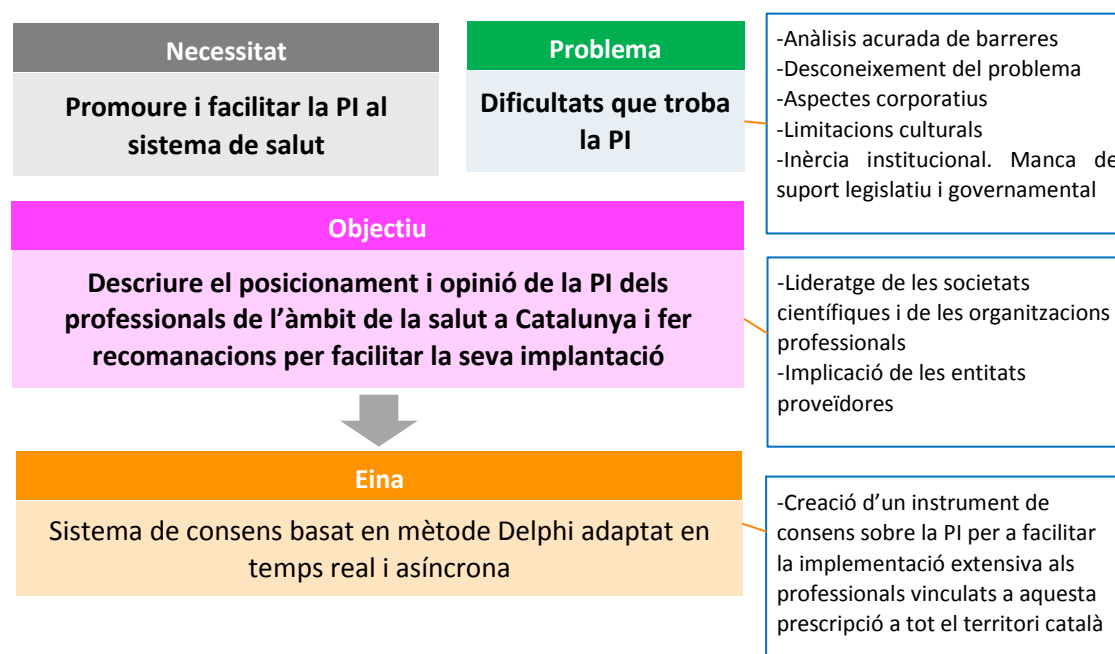 Necessitat
Promoure i facilitar la PI al
sistema de salut
Problema
Dificultats que troba
la PI
-Anàlisis acurada de barreres
-Desconeixement del problema
-Aspectes corporatius
-Limitacions culturals
-Inèrcia institucional. Manca de
suport legislatiu i governamental
Objectiu
Descriure el posicionament i opinió de la PI dels
professionals de l’àmbit de la salut a Catalunya i fer
recomanacions per facilitar la seva implantació
-Lideratge de les societats
científiques i de les organitzacions
professionals
-Implicació de les entitats
proveïdores
Eina
Sistema de consens basat en mètode Delphi adaptat en
temps real i asíncrona
-Creació d’un instrument de
consens sobre la PI per a facilitar
la implementació extensiva als
professionals vinculats a aquesta
prescripció a tot el territori català